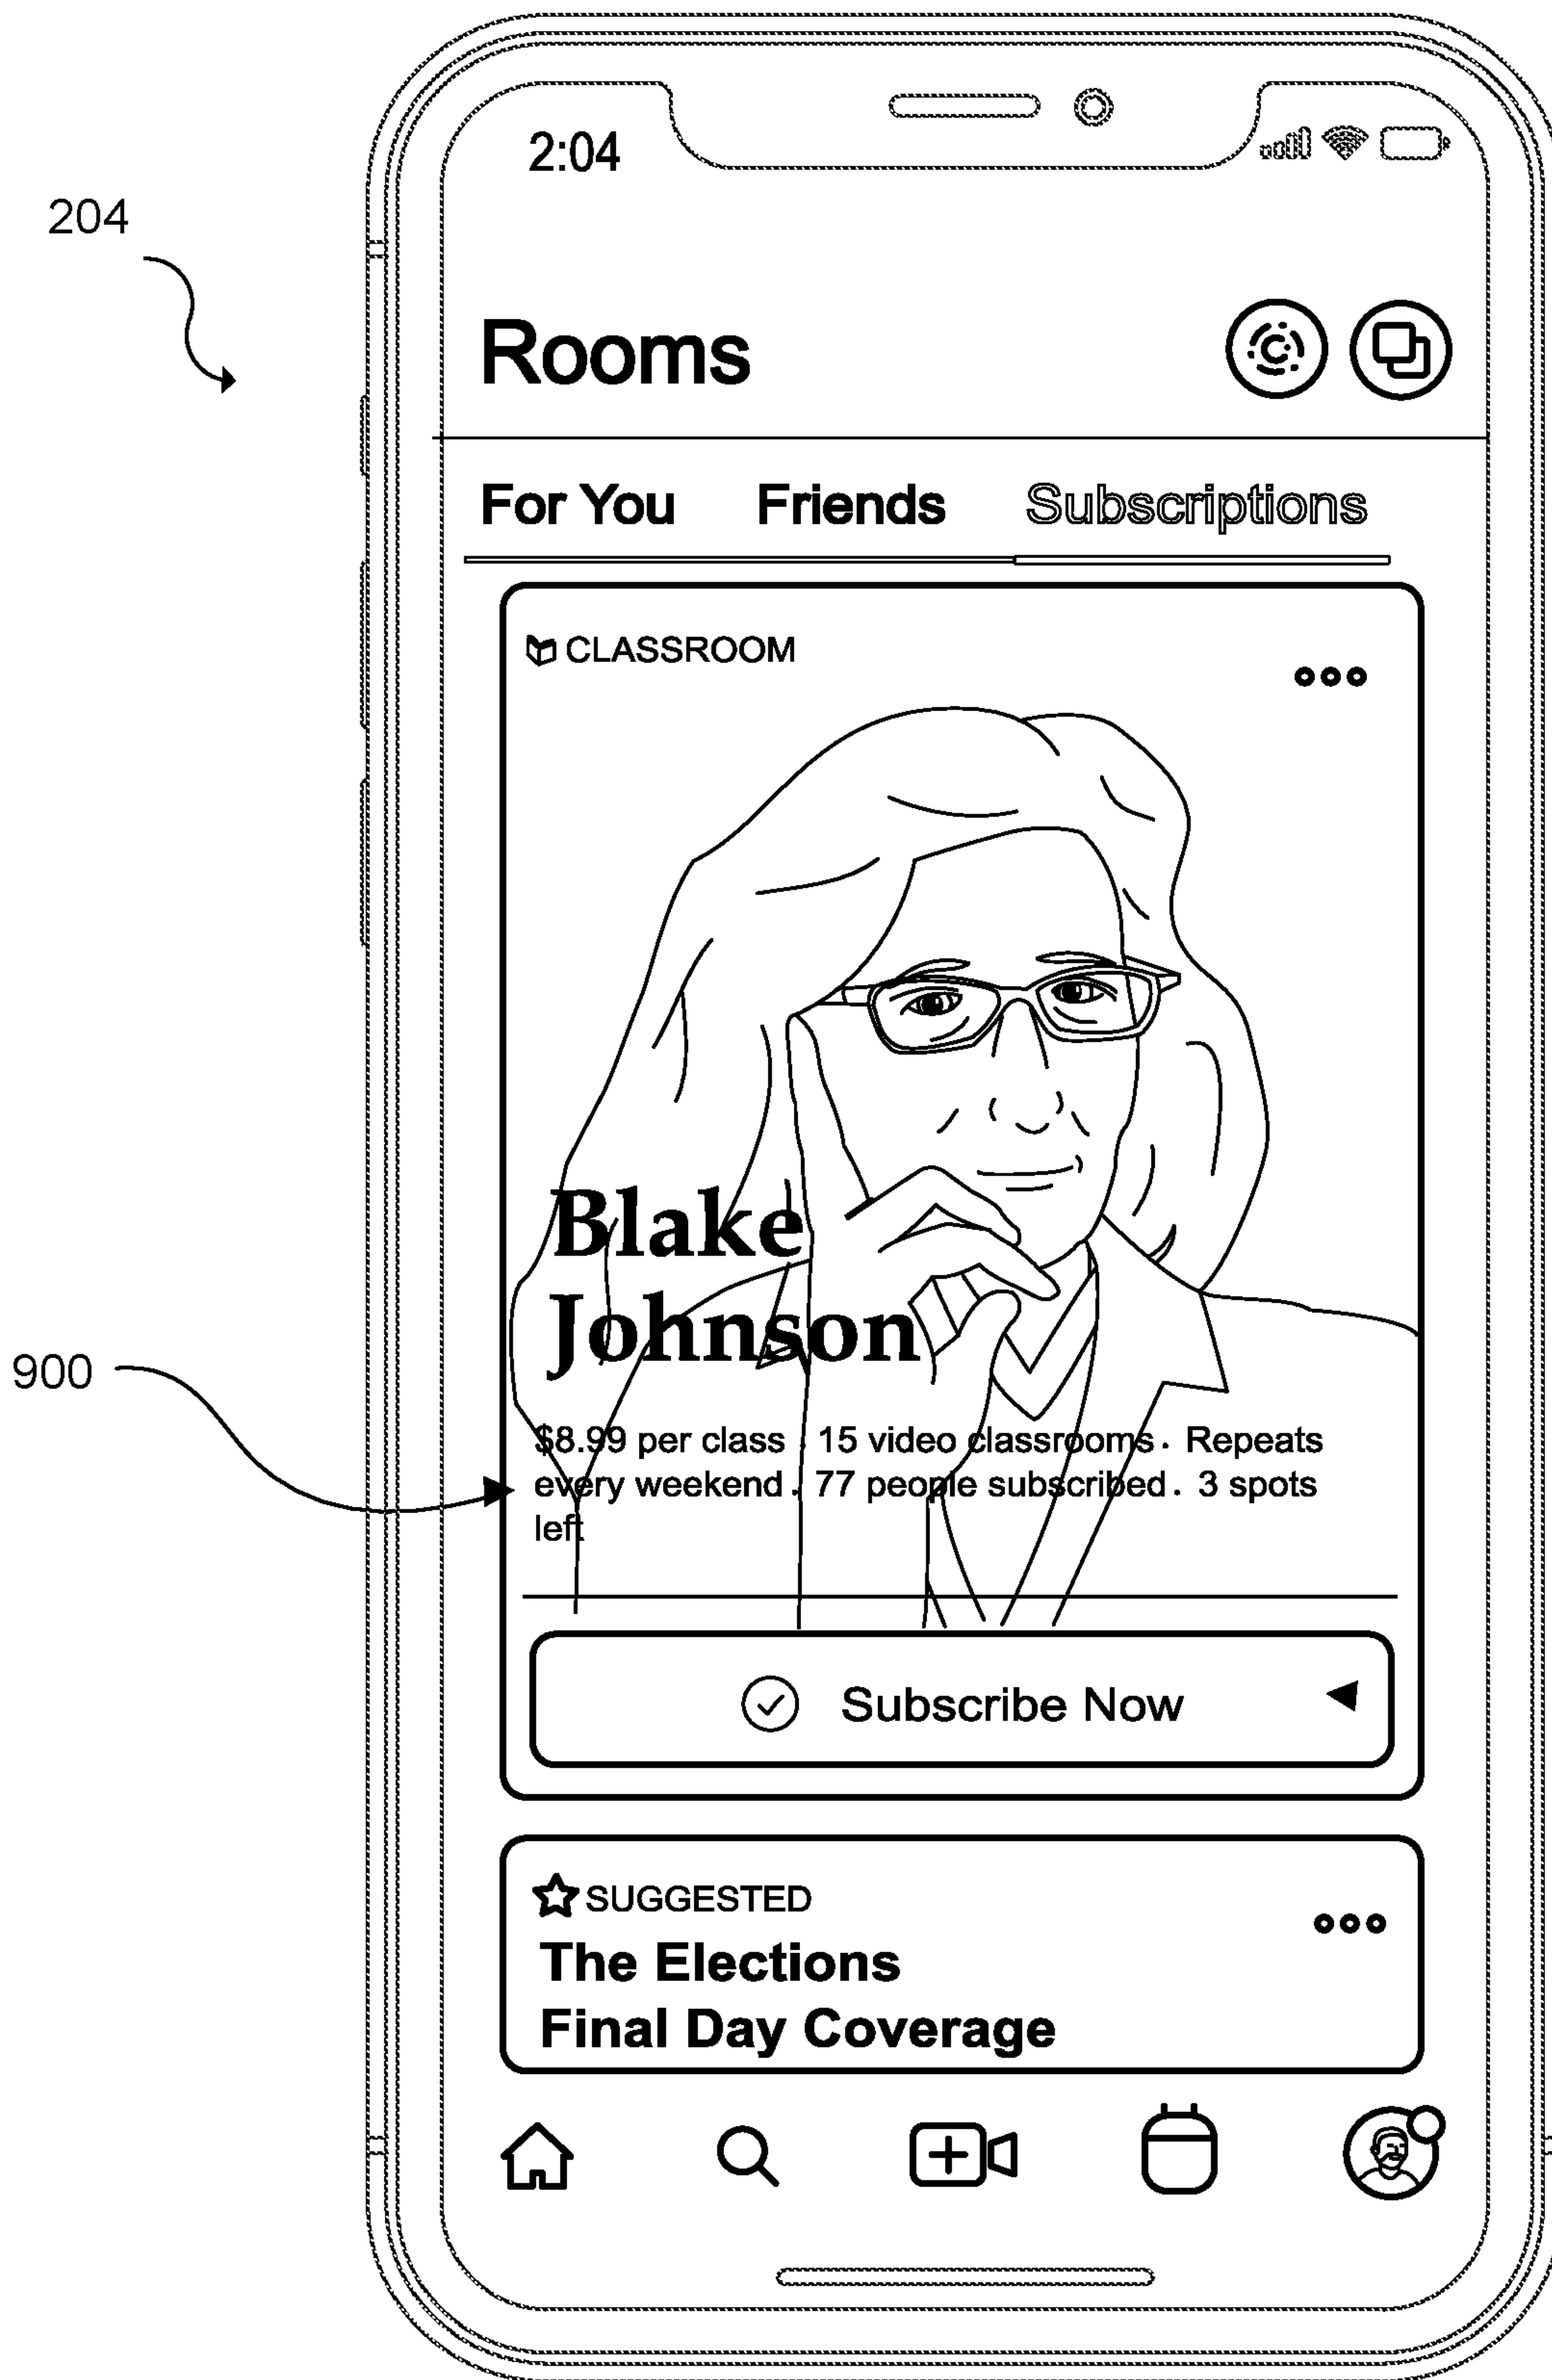 2:04
204
Rooms
For You Friends Subscriptions
CLASSROOM
Blake
Johnson
900
$8.99 per class . 15 video classrooms. Repeats
every weekend. 77 people subscribed. 3 spots
left
Subscribe Now
SUGGESTED
The Elections
Final Day Coverage